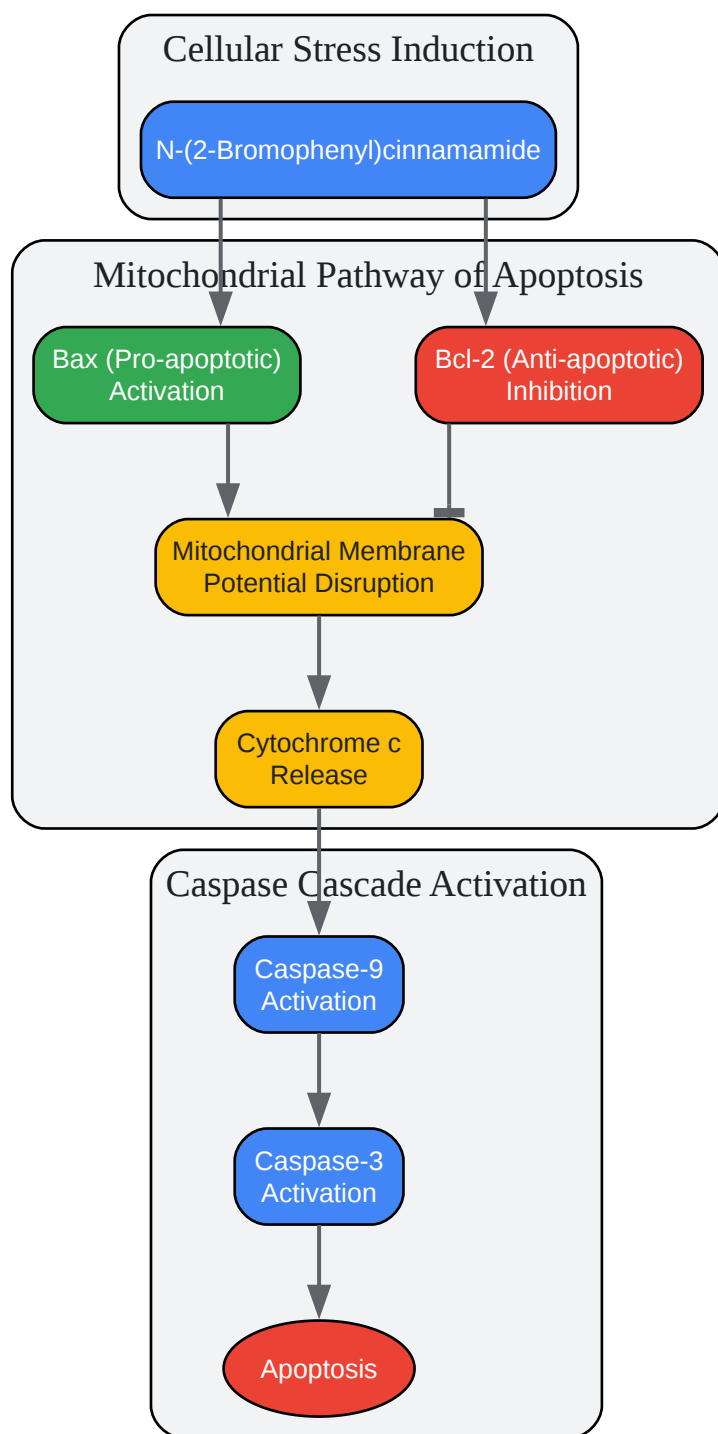 Cellular Stress Induction
N-(2-Bromophenyl)cinnamamide
Mitochondrial Pathway of Apoptosis
Bax (Pro-apoptotic)
Activation
Bcl-2 (Anti-apoptotic)
Inhibition
Mitochondrial Membrane
Potential Disruption
Cytochrome c
Release
Caspase Cascade Activation
Caspase-9
Activation
Caspase-3
Activation
Apoptosis